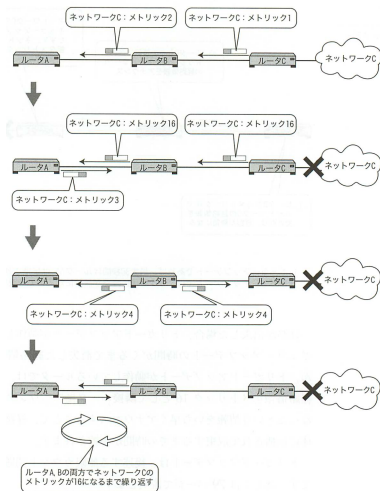 ネットワークC：メトリック2
ネットワークC：メトリック1
ルータA
ルータB
ルータC
ネットワークC
ネットワークC：メトリック16
ネットワークC：メトリック16
ルータA
ルータB
ルータC
ネットワークC
ネットワークC：メトリック3
ルータA
ルータB
ルータC
ネットワークC
ネットワークC：メトリック4
ネットワークC：メトリック4
ルータA
ルータB
ルータC
ネットワークC
ルータA, Bの両方でネットワークCの
メトリックが16になるまで繰り返す